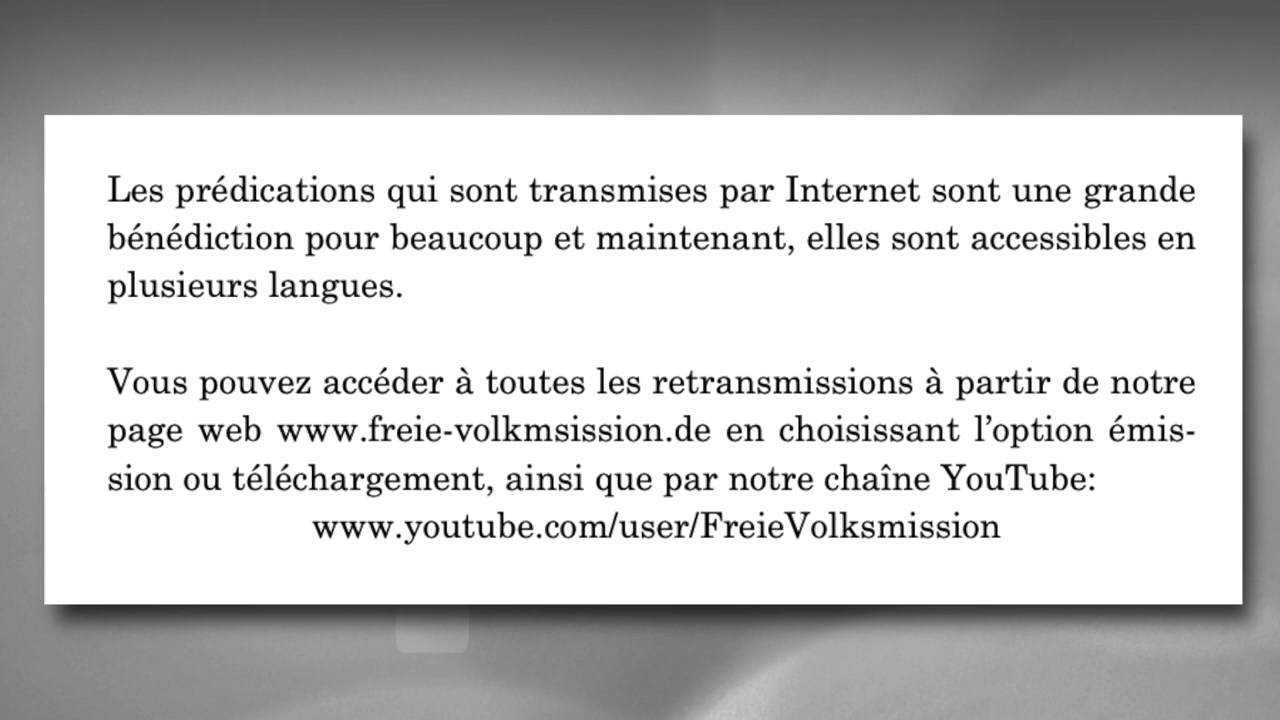 Les prédications qui sont transmises par Internet sont une grande
bénédiction pour beaucoup et maintenant, elles sont accessibles en
plusieurs langues.
Vous pouvez accéder à toutes les retransmissions à partir de notre
page web www.freie-volkmsission.de en choisissant l’option émis-
sion ou téléchargement, ainsi que par notre chaîne YouTube:
www.youtube.com/user/FreieVolksmission